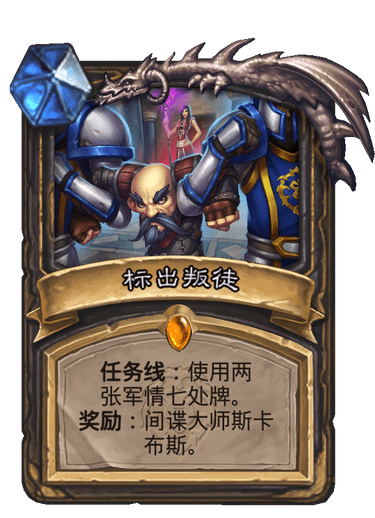 标出叛徒
任务线：使用两
张军情七处牌。
奖励：间谍大师斯卡
布斯。